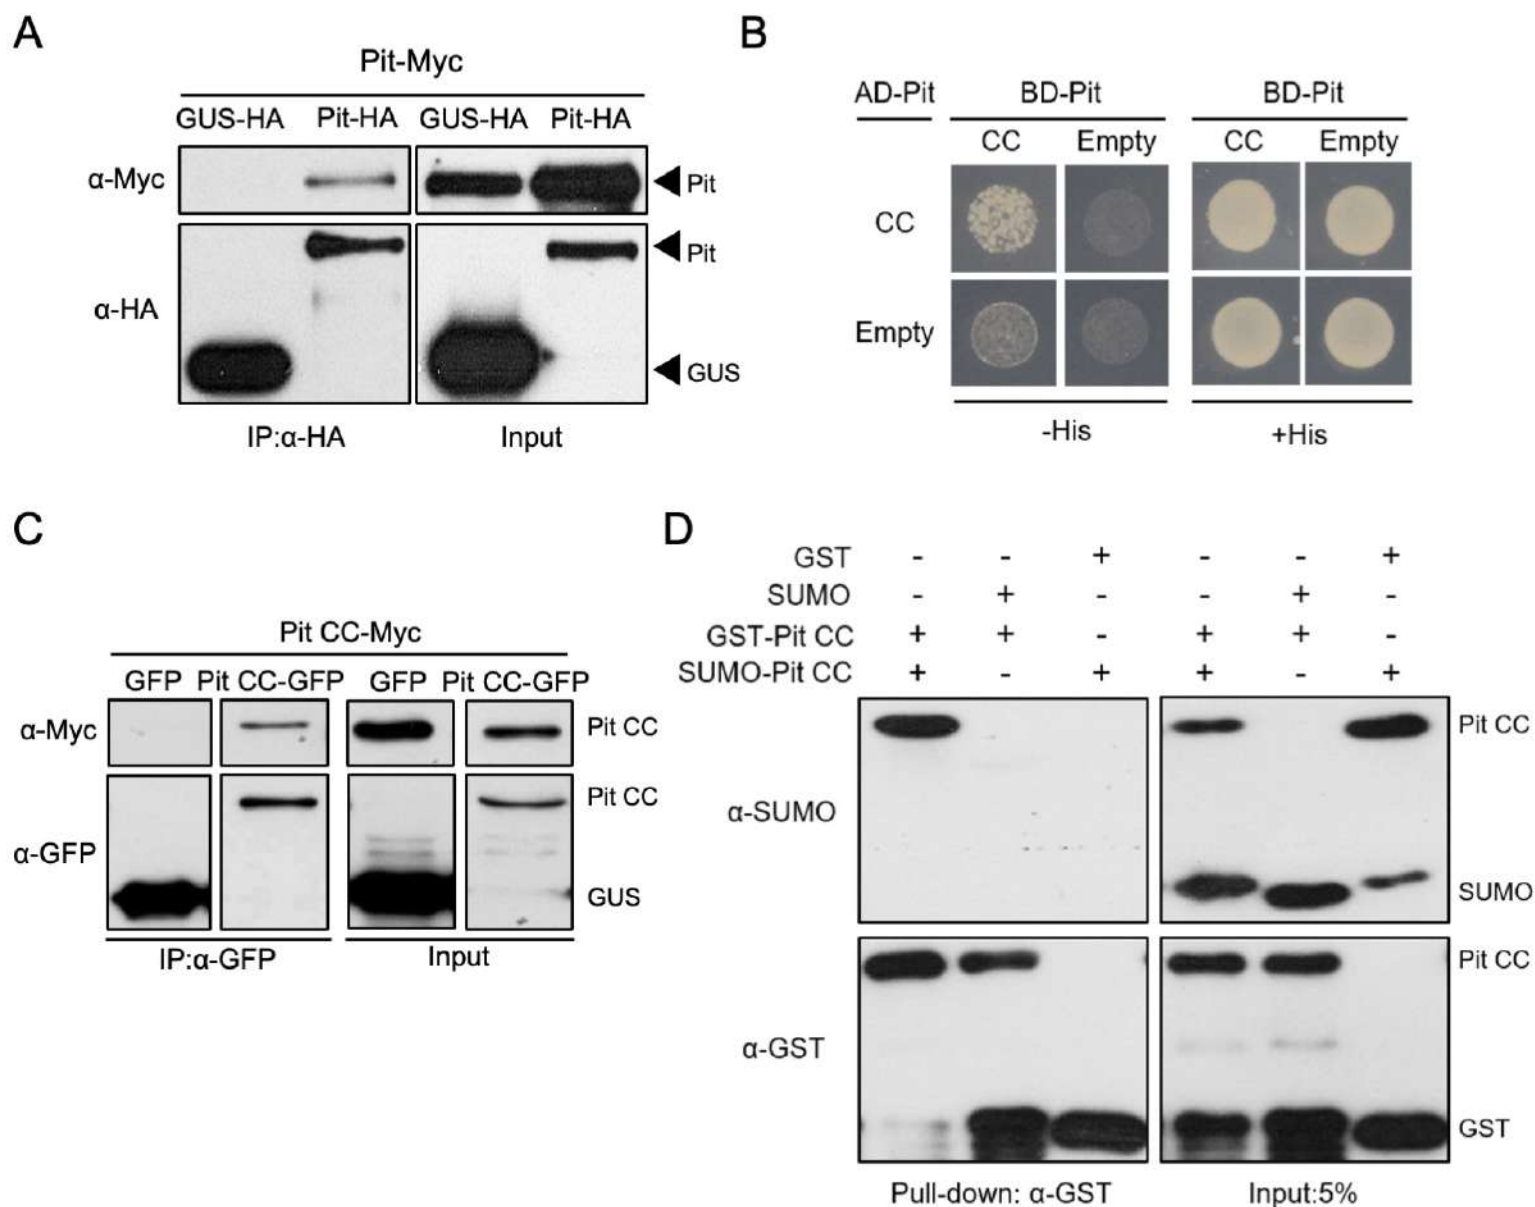 A
Pit-Myc
GUS-HA Pit-HA GUS-HA Pit-HA
α-Myc
Pit
Pit
α-HA
GUS
IP:α-HA Input
B
AD-Pit BD-Pit BD-Pit
CC Empty CC Empty
CC
Empty
-His +His
C
Pit CC-Myc
GFP Pit CC-GFP GFP Pit CC-GFP
α-Myc Pit CC
Pit CC
α-GFP
GUS
IP:α-GFP Input
D
GST - - + - - +
SUMO - + - - + -
GST-Pit CC + + - + + -
SUMO-Pit CC + - + + - +
Pit CC
α-SUMO
SUMO
Pit CC
α-GST
GST
Pull-down: α-GST Input:5%